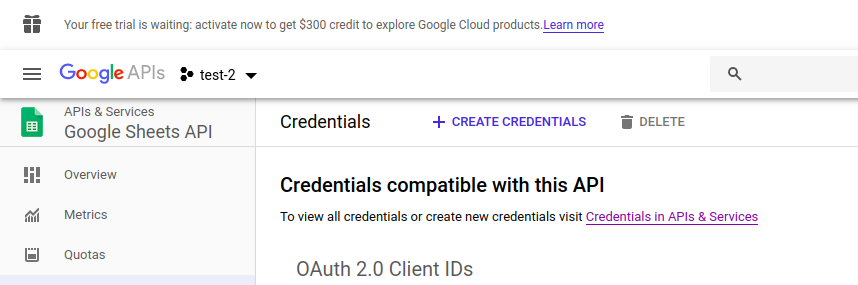 Your free trial is waiting: activate now to get $300 credit to explore Google Cloud products.Learn more
Google APIs test-2
APIs & Services
Google Sheets API
Credentials CREATE CREDENTIALS DELETE
Overview
Credentials compatible with this API
Metrics
To view all credentials or create new credentials visit Credentials in APIs & Services
Quotas
OAuth 2.0 Client IDs